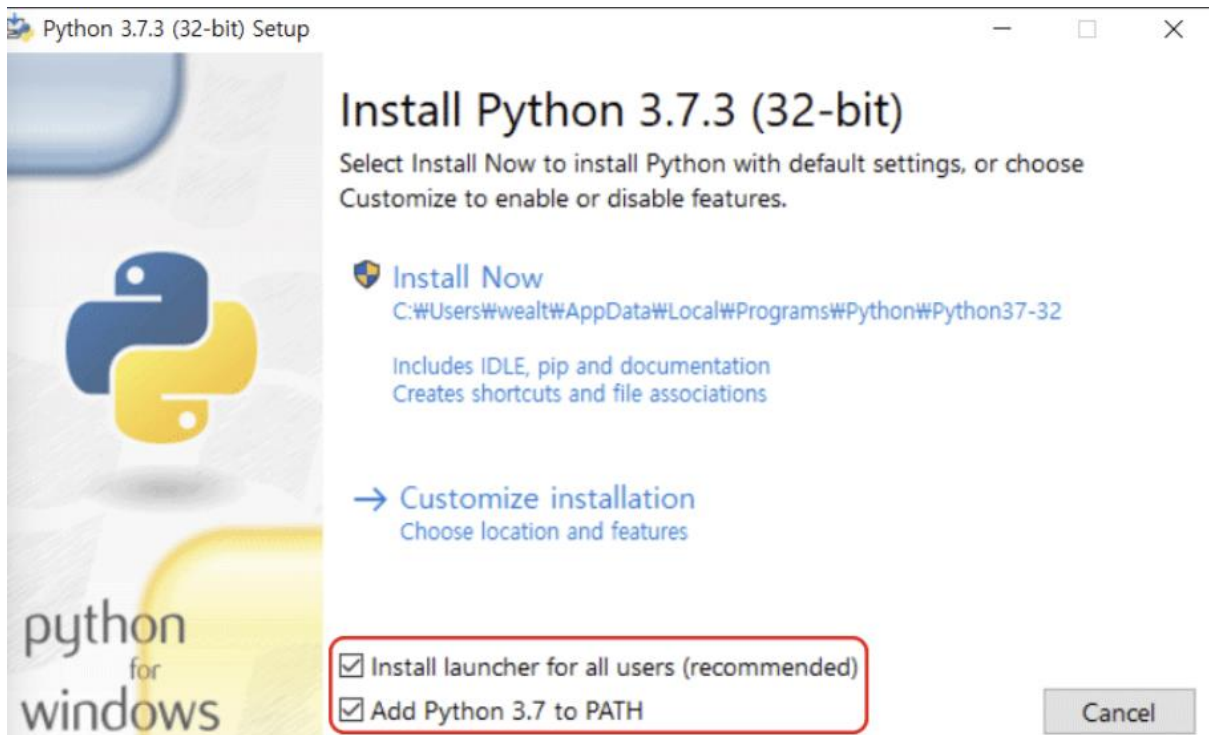 Python 3.7.3 (32-bit) Setup
Install Python 3.7.3 (32-bit)
Select Install Now to install Python with default settings, or choose
Customize to enable or disable features.
Install Now
C:₩Users₩wealt₩AppData₩Local₩Programs₩Python₩Python37-32
Includes IDLE, pip and documentation
Creates shortcuts and file associations
Customize installation
Choose location and features
python
for
windows
Install launcher for all users (recommended)
Add Python 3.7 to PATH
Cancel